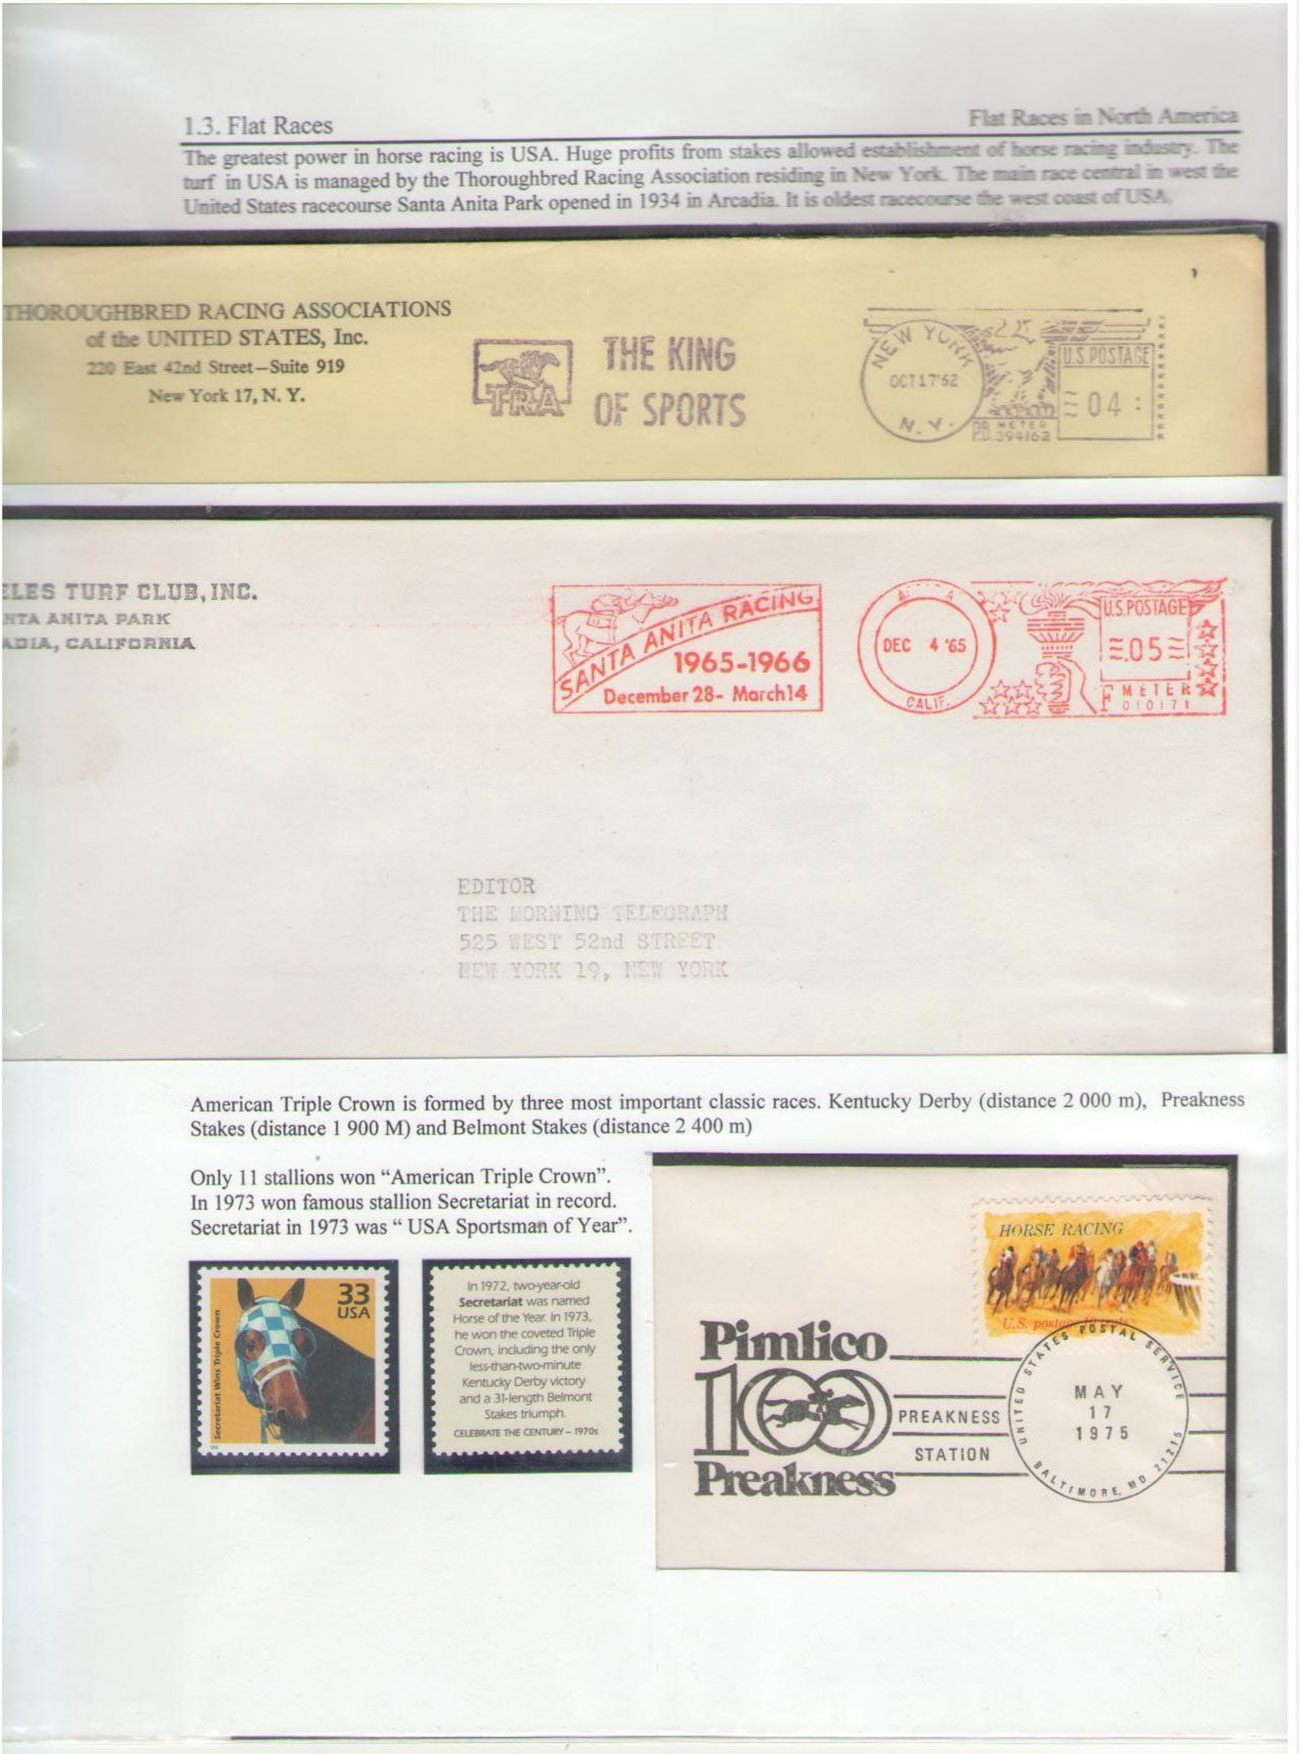 1.3. Flat Races
Flat Races in North America
The greatest power in horse racing is USA. Huge profits from stakes allowed establishment of horse racing industry. The
turf in USA is managed by the Thoroughbred Racing Association residing in New York. The main race central in west the
United States racecourse Santa Anita Park opened in 1934 in Arcadia. It is oldest racecourse the west coast of USA.
THOROUGHBRED RACING ASSOCIATIONS
of the UNITED STATES, Inc.
220 East 42nd Street—Suite 919
New York 17, N. Y.
TRA
THE KING
OF SPORTS
NEW YORK
OCT 17 '62
N. Y.
U.S. POSTAGE
04
METER
P.D. 394162
ELES TURF CLUB, INC.
NTA ANITA PARK
ADIA, CALIFORNIA
SANTA ANITA RACING
1965-1966
December 28- March 14
DEC 4 '65
CALIF.
U.S. POSTAGE
.05
METER
010171
EDITOR
THE MORNING TELEGRAPH
525 WEST 52nd STREET
NEW YORK 19, NEW YORK
American Triple Crown is formed by three most important classic races. Kentucky Derby (distance 2 000 m), Preakness
Stakes (distance 1 900 M) and Belmont Stakes (distance 2 400 m)
Only 11 stallions won “American Triple Crown”.
In 1973 won famous stallion Secretariat in record.
Secretariat in 1973 was “ USA Sportsman of Year”.
33
USA
Secretariat Wins Triple Crown
In 1972, two-year-old
Secretariat was named
Horse of the Year. In 1973,
he won the coveted Triple
Crown, including the only
less-than-two-minute
Kentucky Derby victory
and a 31-length Belmont
Stakes triumph.
CELEBRATE THE CENTURY – 1970s
HORSE RACING
U.S. postage
Pimlico
100
Preakness
PREAKNESS
STATION
UNITED STATES POSTAL SERVICE
MAY
17
1975
BALTIMORE, MD 21215